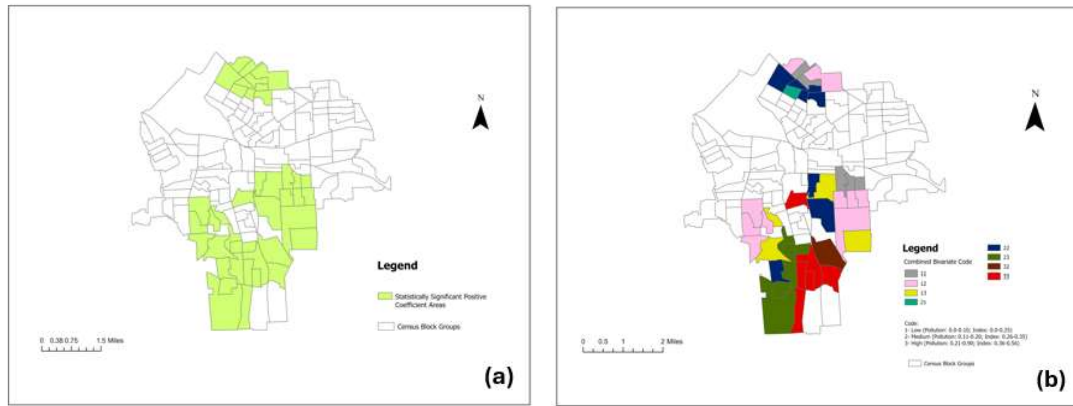 N
Legend
Statistically Significant Positive
Coefficient Areas
Census Block Groups
0 0.38 0.75 1.5 Miles
(a)
N
Legend
Combined Bivariate Code
11
12
13
21
22
23
32
33
Code:
1- Low (Pollution: 0.0-0.10; Index: 0.0-0.25)
2- Medium (Pollution: 0.11-0.20; Index: 0.26-0.35)
3- High (Pollution: 0.21-0.90; Index: 0.36-0.56)
Census Block Groups
0 0.5 1 2 Miles
(b)